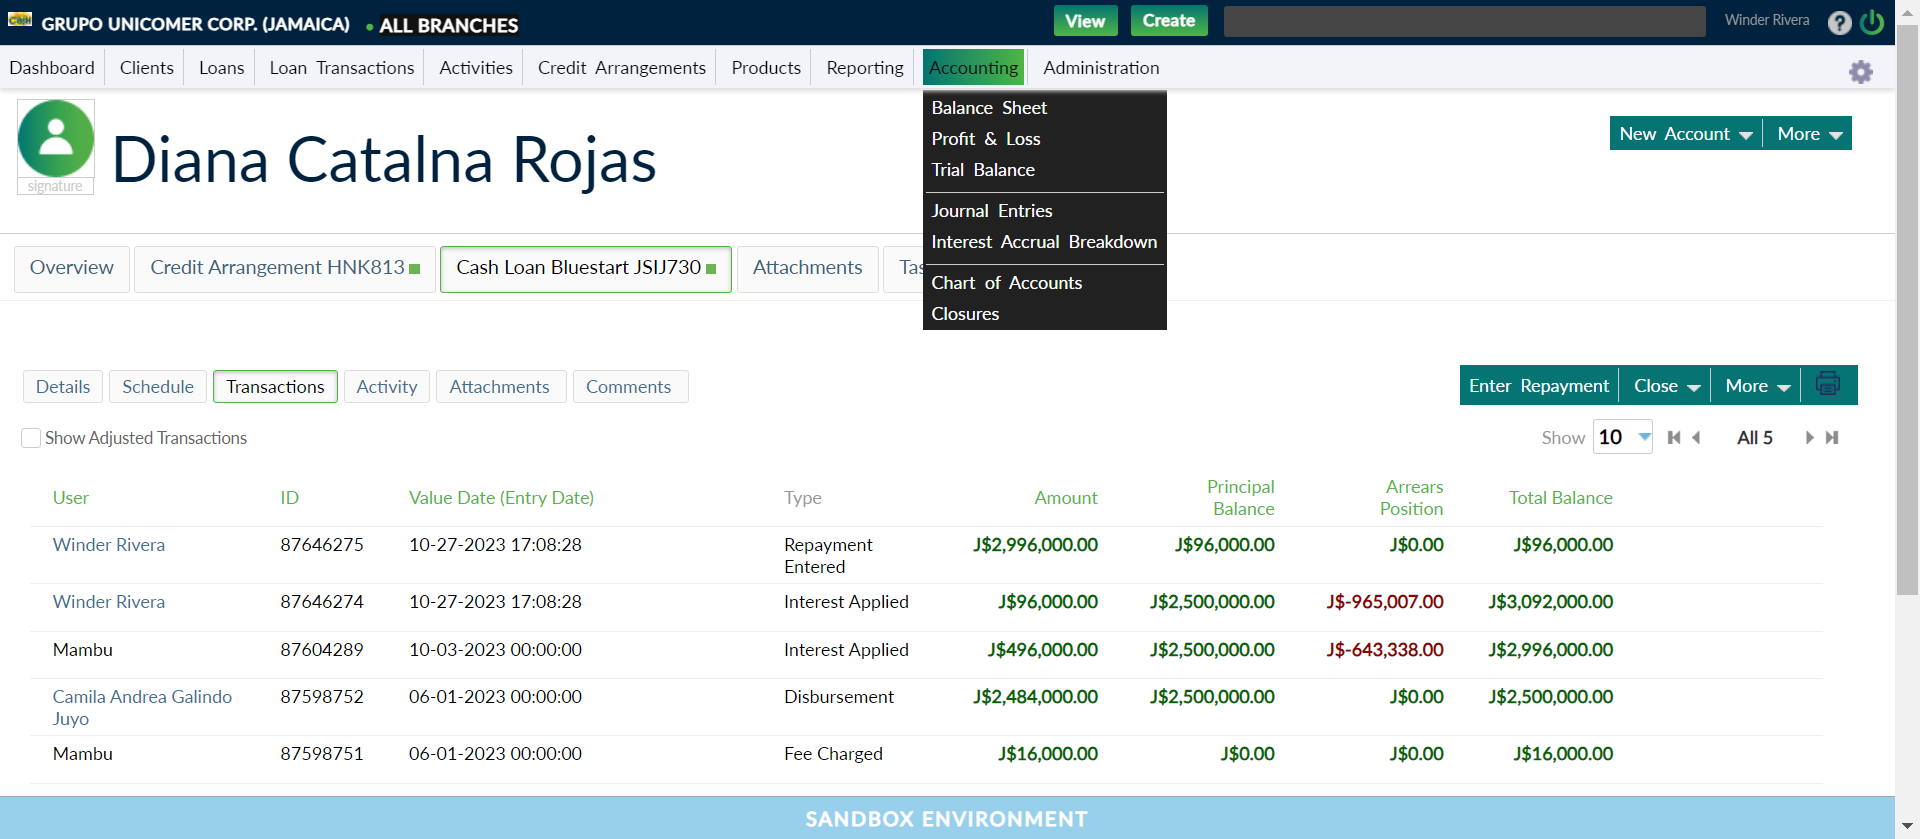 CaSH
GRUPO UNICOMER CORP. (JAMAICA) ALL BRANCHES View Create Winder Rivera ?
Dashboard Clients Loans Loan Transactions Activities Credit Arrangements Products Reporting Accounting Administration
Balance Sheet
Profit & Loss
Trial Balance
Journal Entries
Interest Accrual Breakdown
Chart of Accounts
Closures
signature
Diana Catalna Rojas
New Account More
Overview Credit Arrangement HNK813 Cash Loan Bluestart JSIJ730 Attachments Tas
Details Schedule Transactions Activity Attachments Comments
Enter Repayment Close More
Show Adjusted Transactions
Show 10 All 5
User ID Value Date (Entry Date) Type Amount Principal Balance Arrears Position Total Balance
Winder Rivera 87646275 10-27-2023 17:08:28 Repayment Entered J$2,996,000.00 J$96,000.00 J$0.00 J$96,000.00
Winder Rivera 87646274 10-27-2023 17:08:28 Interest Applied J$96,000.00 J$2,500,000.00 J$-965,007.00 J$3,092,000.00
Mambu 87604289 10-03-2023 00:00:00 Interest Applied J$496,000.00 J$2,500,000.00 J$-643,338.00 J$2,996,000.00
Camila Andrea Galindo Juyo 87598752 06-01-2023 00:00:00 Disbursement J$2,484,000.00 J$2,500,000.00 J$0.00 J$2,500,000.00
Mambu 87598751 06-01-2023 00:00:00 Fee Charged J$16,000.00 J$0.00 J$0.00 J$16,000.00
SANDBOX ENVIRONMENT